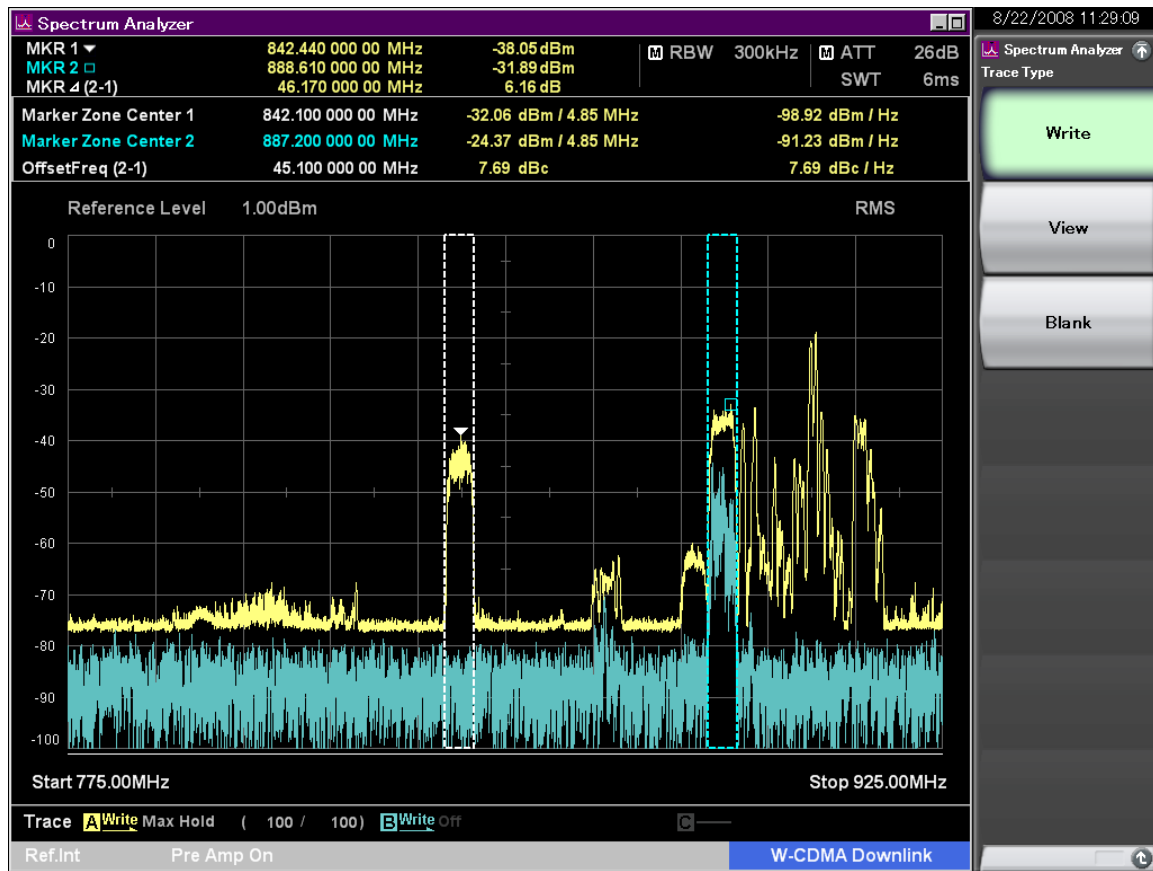 Spectrum Analyzer
8/22/2008 11:29:09
MKR 1 842.440 000 00 MHz -38.05 dBm
MKR 2 888.610 000 00 MHz -31.89 dBm
MKR (2-1) 46.170 000 00 MHz 6.16 dB
M RBW 300kHz M ATT 26dB
SWT 6ms
Marker Zone Center 1 842.100 000 00 MHz -32.06 dBm / 4.85 MHz -98.92 dBm / Hz
Marker Zone Center 2 887.200 000 00 MHz -24.37 dBm / 4.85 MHz -91.23 dBm / Hz
OffsetFreq (2-1) 45.100 000 00 MHz 7.69 dBc 7.69 dBc / Hz
Reference Level 1.00dBm RMS
0
-10
-20
-30
-40
-50
-60
-70
-80
-90
-100
Start 775.00MHz Stop 925.00MHz
Trace A Write Max Hold ( 100 / 100) B Write Off C
Ref.Int Pre Amp On W-CDMA Downlink
Spectrum Analyzer
Trace Type
Write
View
Blank